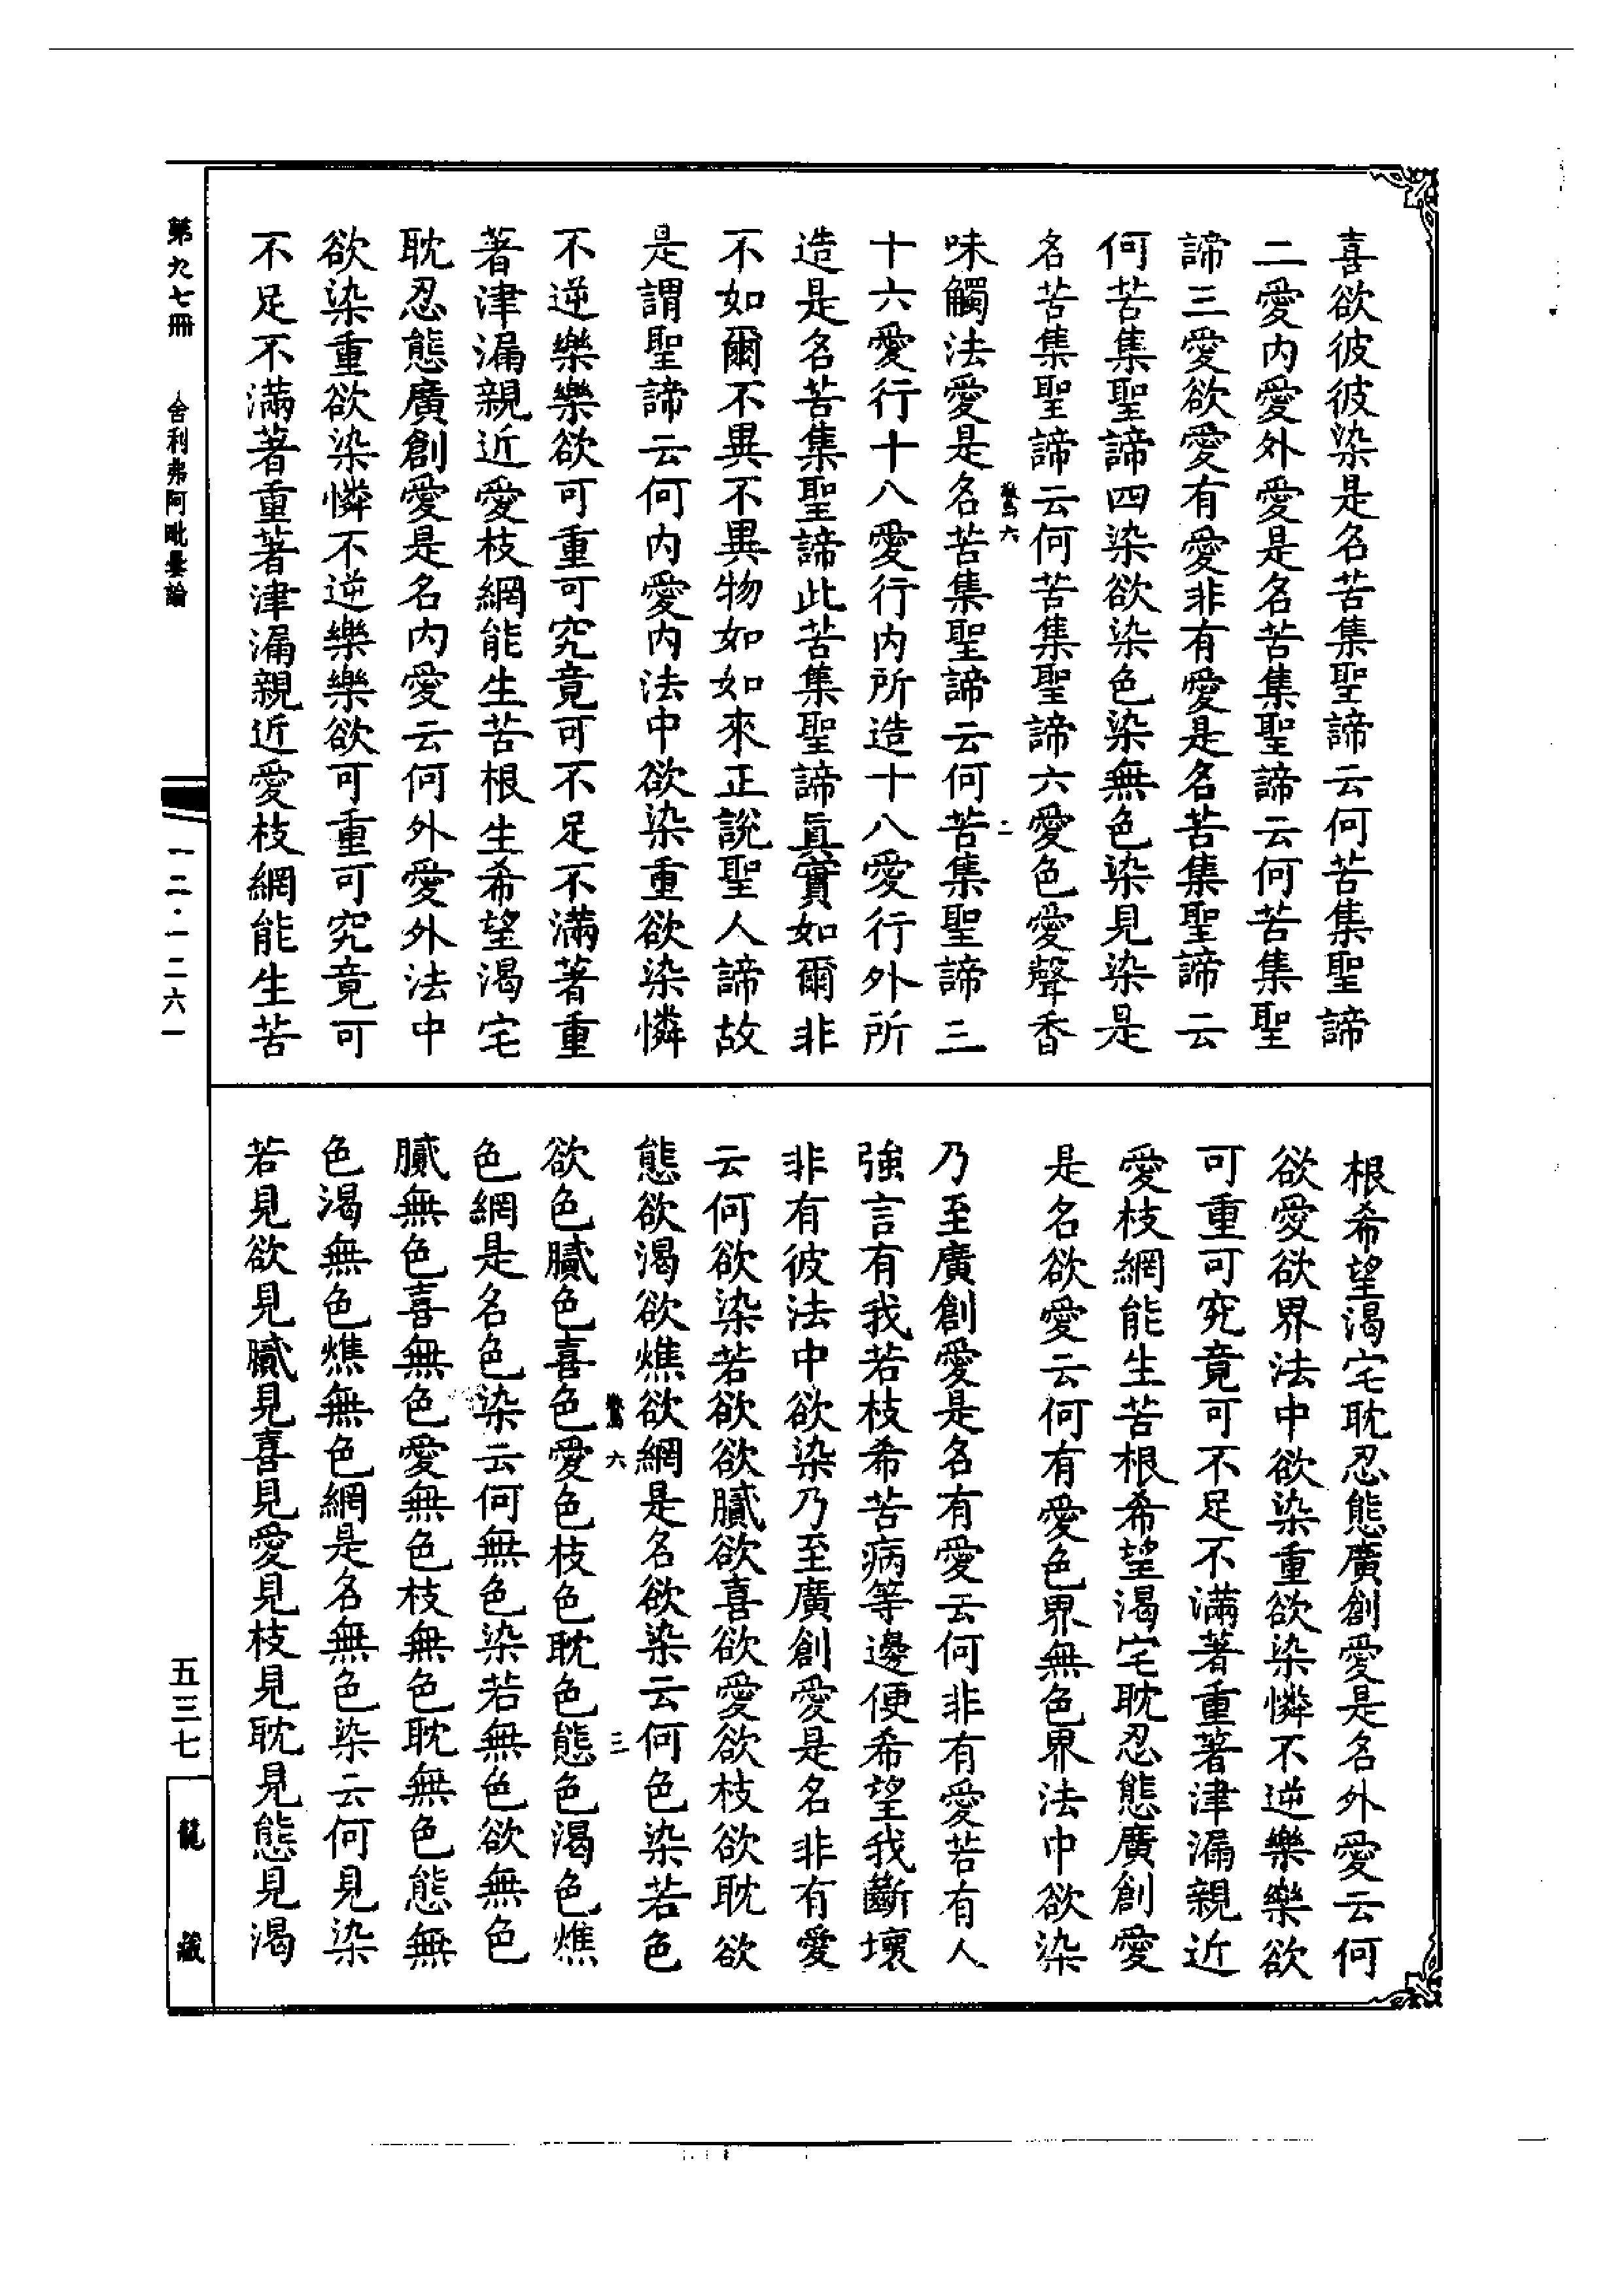 喜欲彼彼染是名苦集聖諦云何苦集聖諦
二愛内愛外愛是名苦集聖諦云何苦集聖
諦三愛欲愛有愛非有愛是名苦集聖諦云
何苦集聖諦四染欲染色染無色染見染是
名苦集聖諦云何苦集聖諦六愛色愛聲香
味觸法愛是名苦集聖諦云何苦集聖諦三
十六愛行十八愛行内所造十八愛行外所
造是名苦集聖諦此苦集聖諦眞實如爾非
不如爾不異不異物如如來正說聖人諦故
是謂聖諦云何内愛内法中欲染重欲染憐
不逆樂樂欲可重可究竟可不足不滿著重
著津漏親近愛枝網能生苦根生希望渴宅
耽忍態廣創愛是名内愛云何外愛外法中
欲染重欲染憐不逆樂樂欲可重可究竟可
不足不滿著重著津漏親近愛枝網能生苦
根希望渴宅耽忍態廣創愛是名外愛云何
欲愛欲界法中欲染重欲染憐不逆樂樂欲
可重可究竟可不足不滿著重著津漏親近
愛枝網能生苦根希望渴宅耽忍態廣創愛
是名欲愛云何有愛色界無色界法中欲染
乃至廣創愛是名有愛云何非有愛若有人
強言有我若枝希苦病等邊便希望我斷壞
非有彼法中欲染乃至廣創愛是名非有愛
云何欲染若欲欲膩欲喜欲愛欲枝欲耽欲
態欲渴欲燋欲網是名欲染云何色染若色
欲色膩色喜色愛色枝色耽色態色渴色燋
色網是名色染云何無色染若無色欲無色
膩無色喜無色愛無色枝無色耽無色態無
色渴無色燋無色網是名無色染云何見染
若見欲見膩見喜見愛見枝見耽見態見渴
第九七冊
舍利弗阿毗曇論
一二·一二六一
五三七
龍藏